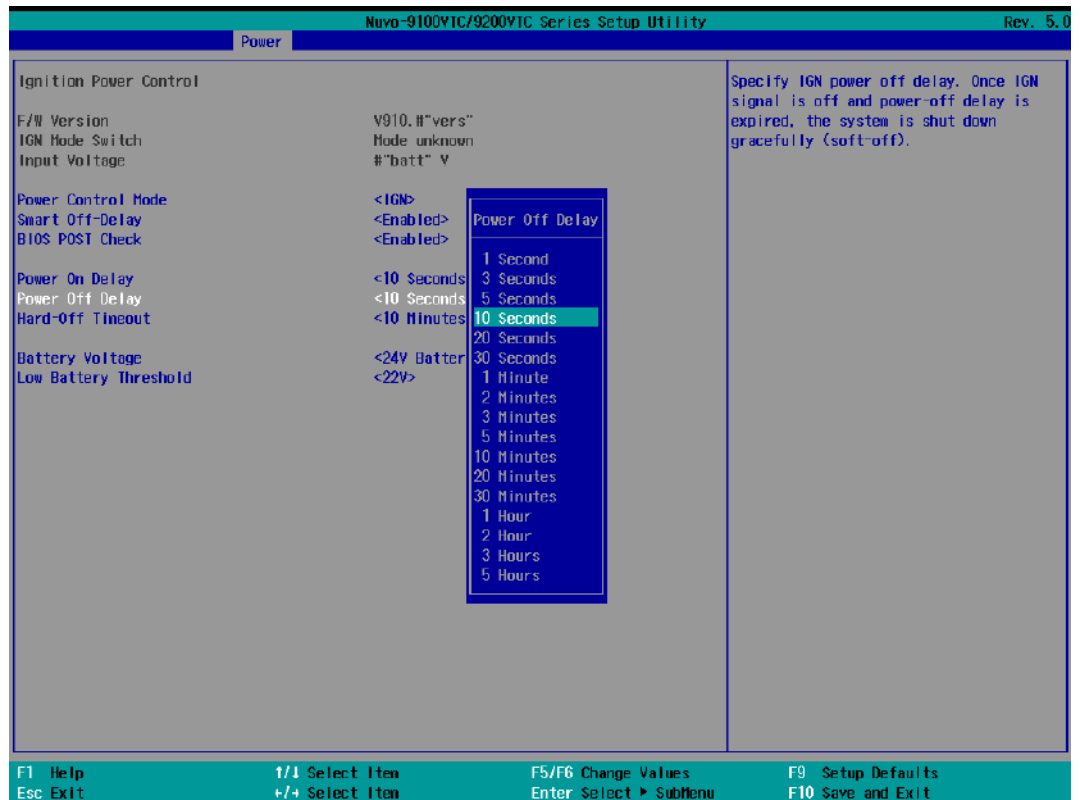 Nuvo-9100VTC/9200VTC Series Setup Utility
Rev. 5.0
Power
Ignition Power Control
F/W Version V910.#"vers"
IGN Mode Switch Mode unknown
Input Voltage #"batt" V
Power Control Mode <IGN>
Smart Off-Delay <Enabled>
BIOS POST Check <Enabled>
Power On Delay <10 Seconds
Power Off Delay <10 Seconds
Hard-Off Timeout <10 Minutes
Battery Voltage <24V Batter
Low Battery Threshold <22V>
Power Off Delay
1 Second
3 Seconds
5 Seconds
10 Seconds
20 Seconds
30 Seconds
1 Minute
2 Minutes
3 Minutes
5 Minutes
10 Minutes
20 Minutes
30 Minutes
1 Hour
2 Hour
3 Hours
5 Hours
Specify IGN power off delay. Once IGN
signal is off and power-off delay is
expired, the system is shut down
gracefully (soft-off).
F1 Help ↑/↓ Select Item F5/F6 Change Values F9 Setup Defaults
Esc Exit ←/→ Select Item Enter Select ▶ SubMenu F10 Save and Exit